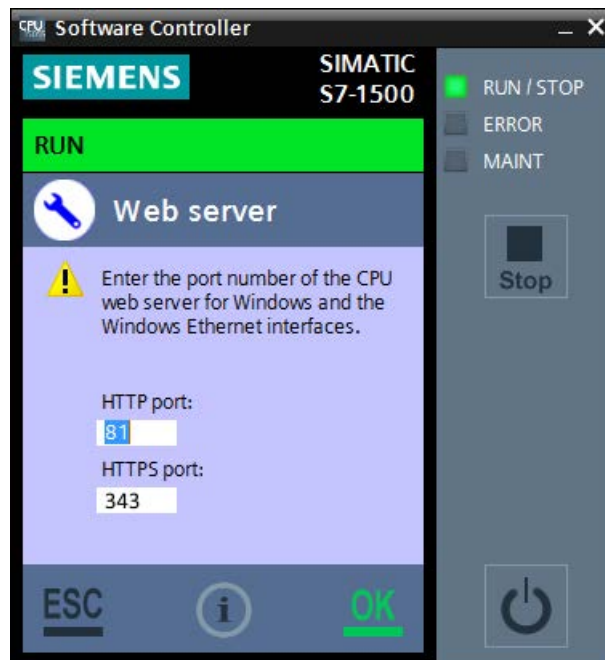 CPU Software Controller
SIEMENS
SIMATIC
S7-1500
RUN
Web server
Enter the port number of the CPU
web server for Windows and the
Windows Ethernet interfaces.
HTTP port:
81
HTTPS port:
343
ESC
i
OK
RUN / STOP
ERROR
MAINT
Stop